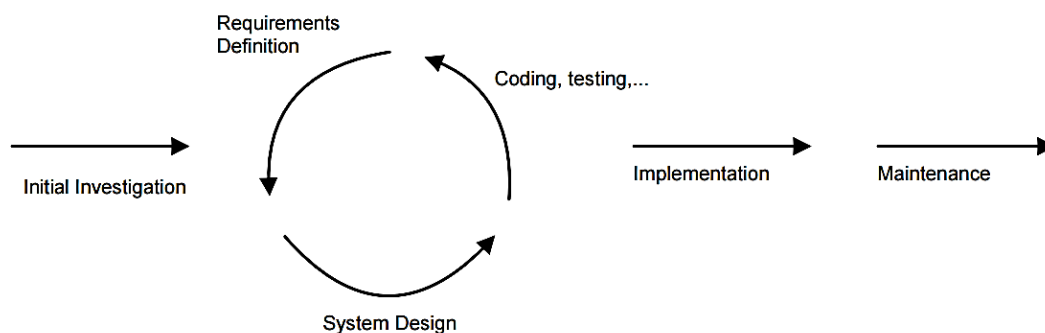 Requirements
Definition
Coding, testing,...
Initial Investigation
Implementation
Maintenance
System Design